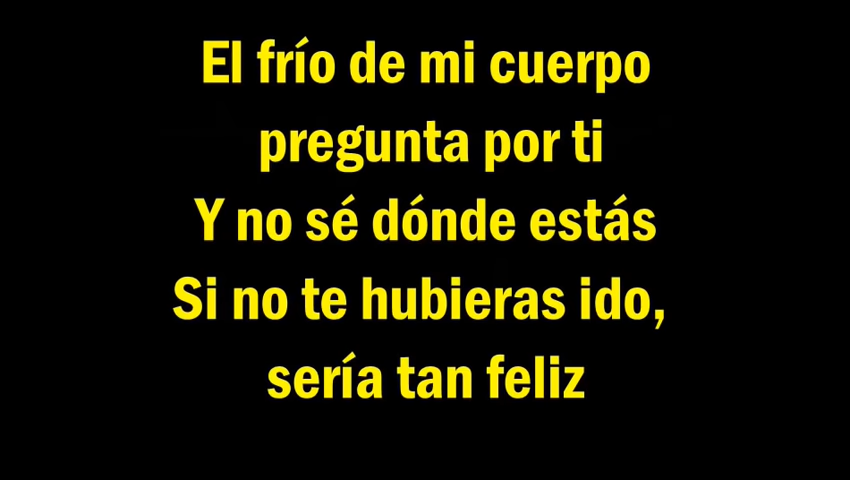 El frío de mi cuerpo
pregunta por ti
Y no sé dónde estás
Si no te hubieras ido,
sería tan feliz